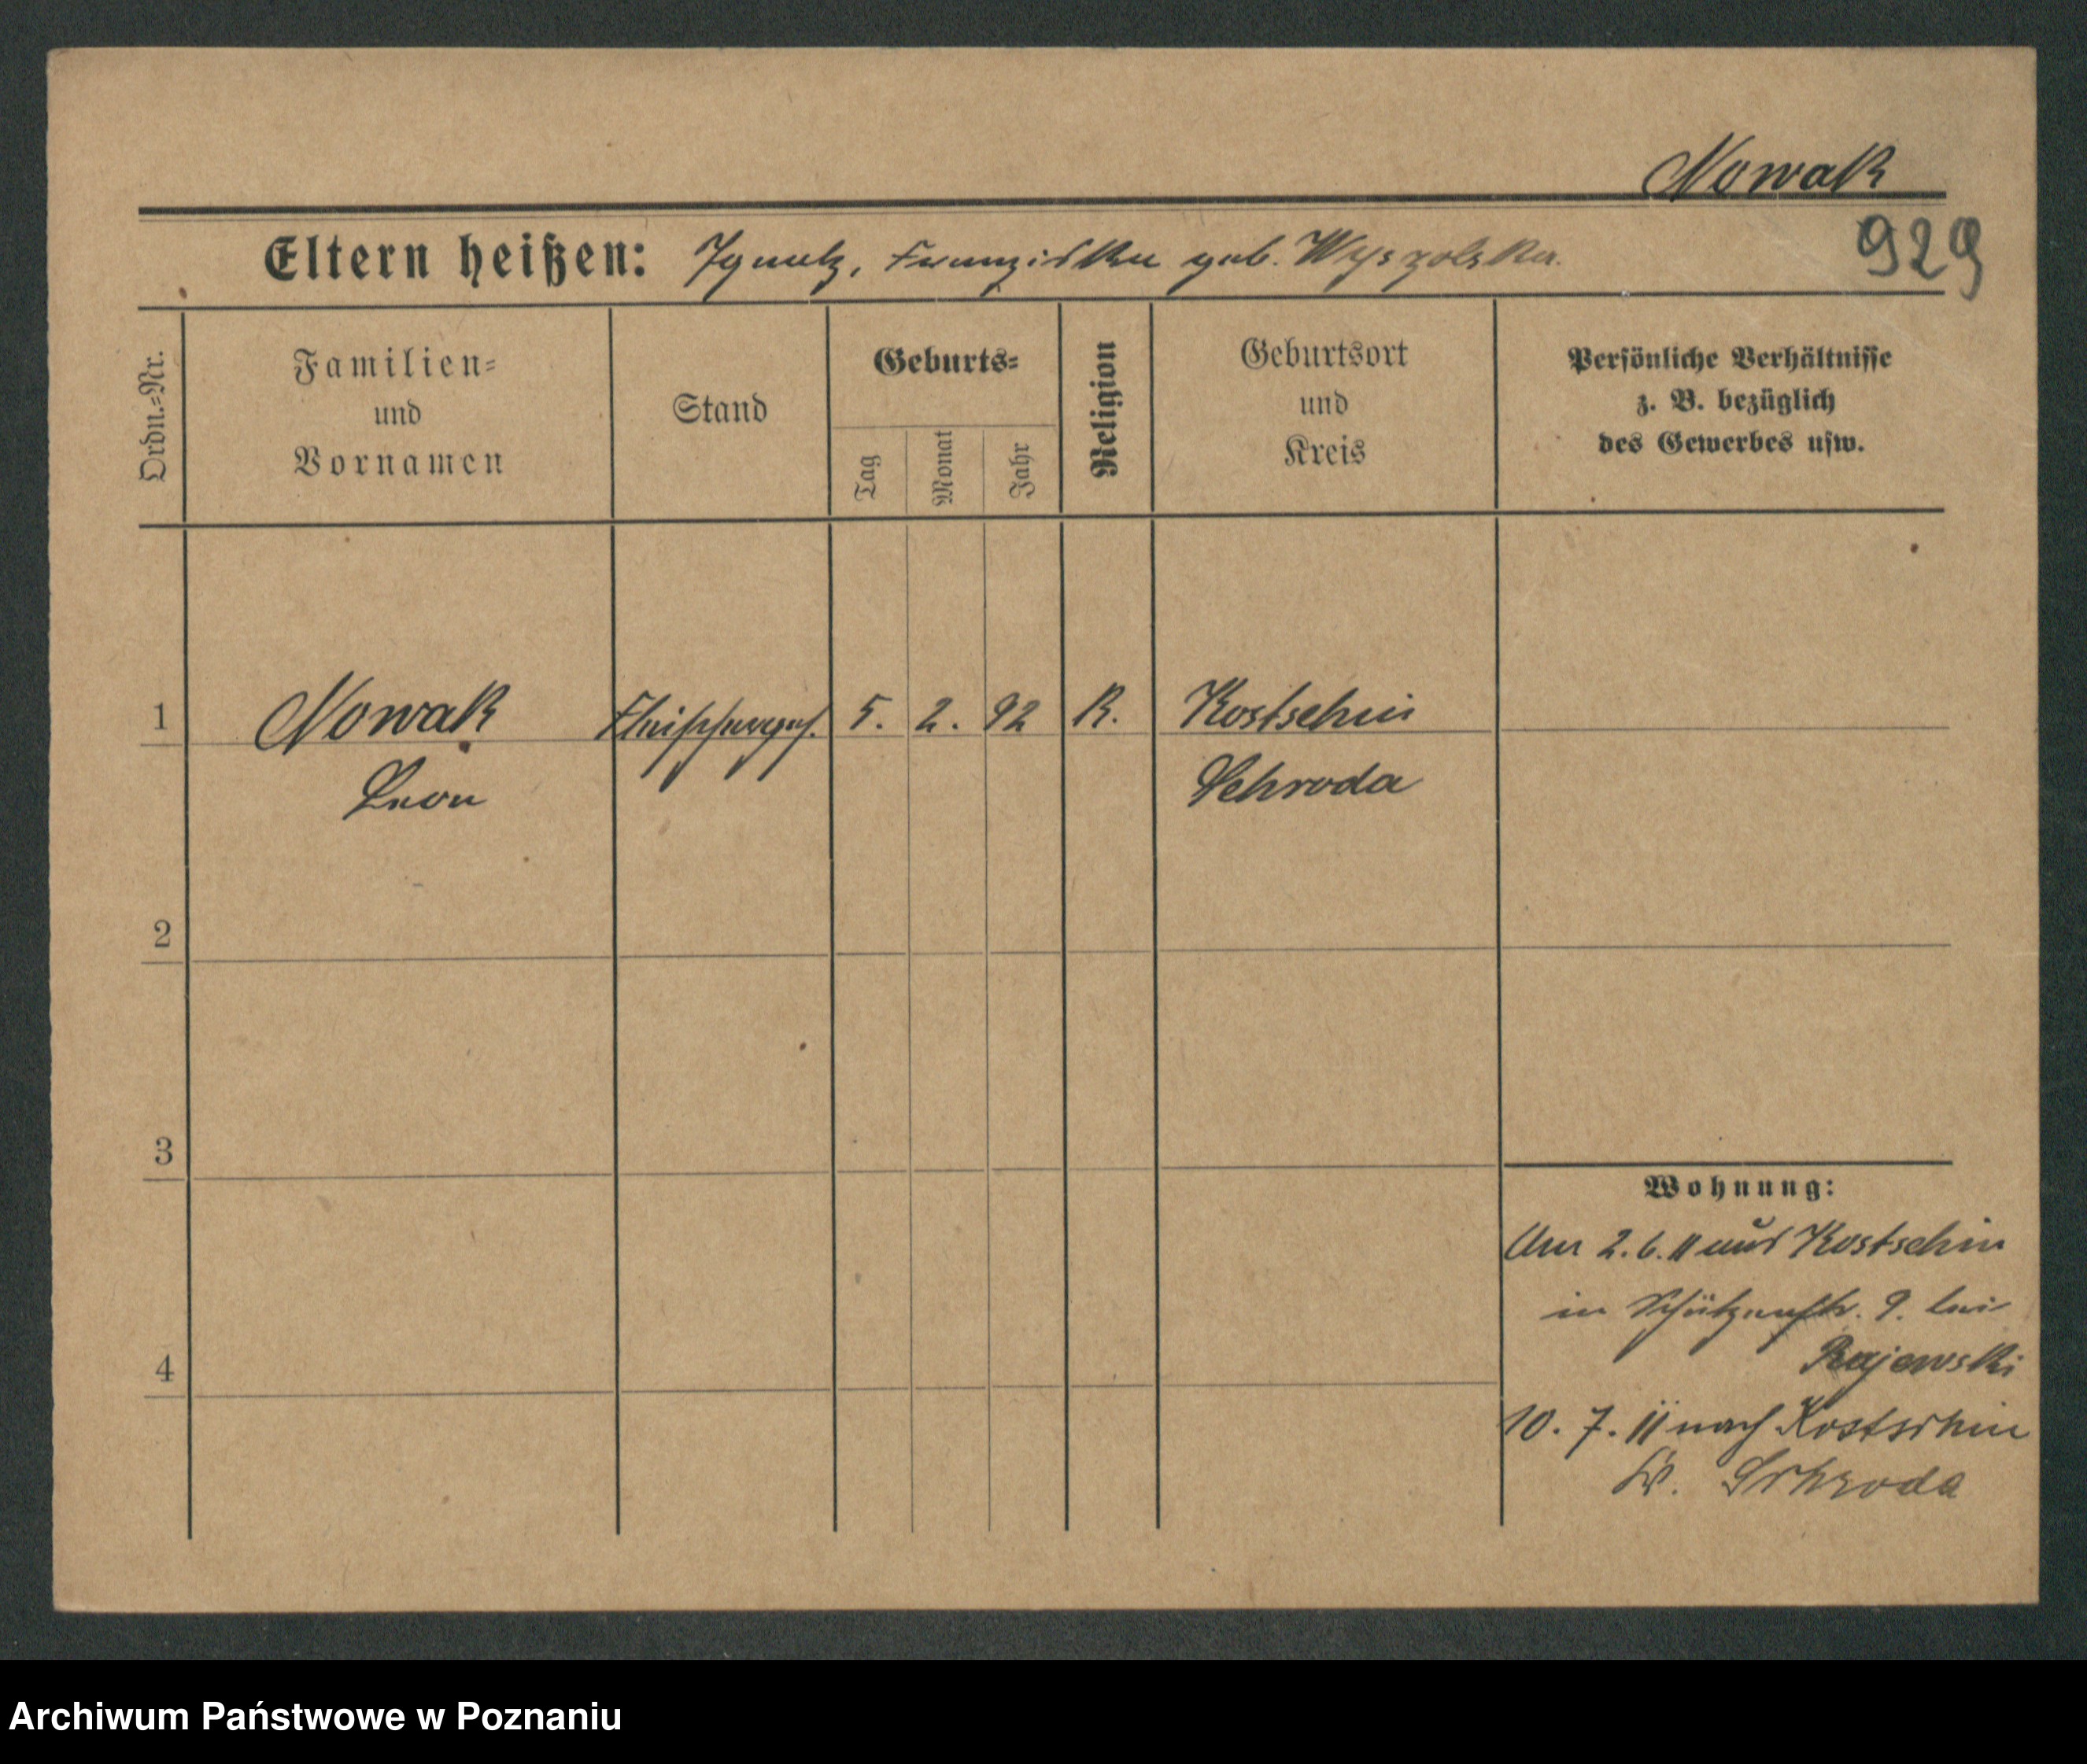 Nowak
929
Eltern heißen: Ignatz, Franziska geb. Wyszolska.
Ordn.=Nr.
Familien=
und
Vornamen
Stand
Geburts=
Tag
Monat
Jahr
Religion
Geburtsort
und
Kreis
Persönliche Verhältnisse
z. B. bezüglich
des Gewerbes usw.
1 Nowak Fleischerges. 5. 2. 92 K. Kostschin
Leon Schroda
2
3
Wohnung:
Am 2.6.11 aus Kostschin
in Schützenstr. 9. bei
Rajewski
4
10. 7. 11 nach Kostschin
Kr. Schroda
Archiwum Państwowe w Poznaniu